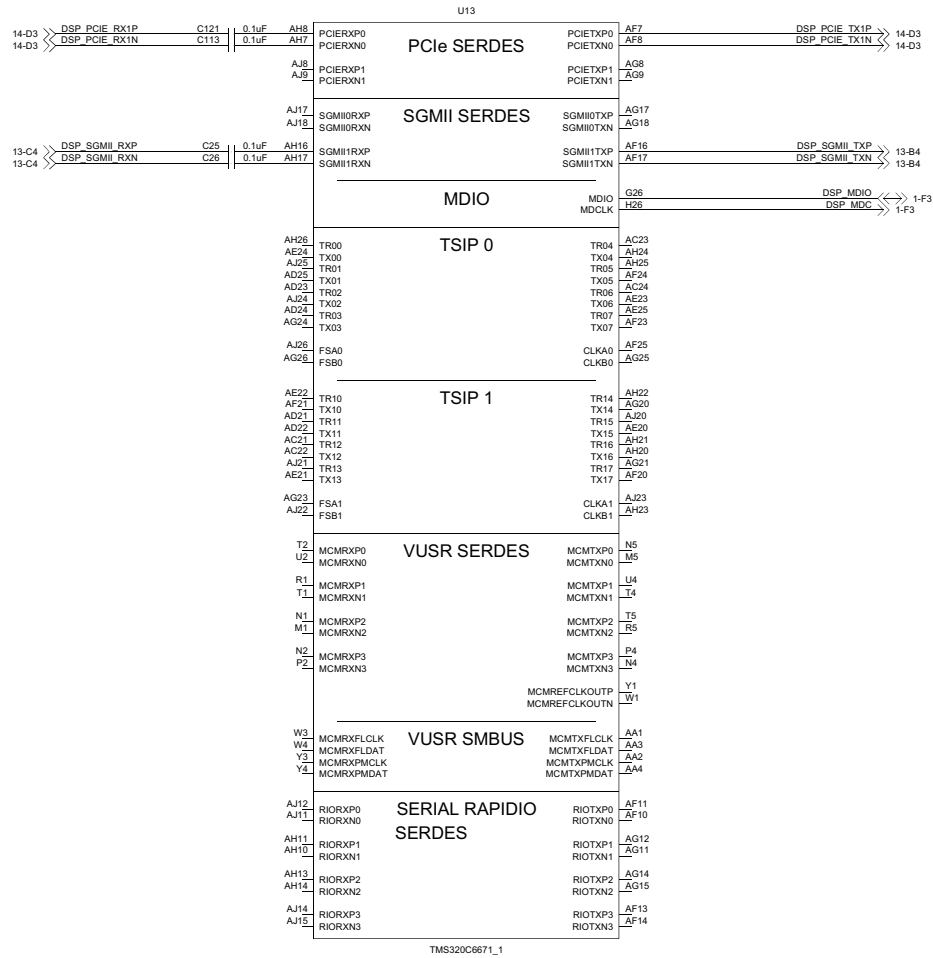 U13
14-D3 DSP_PCIE_RX1P C121 0.1uF AH8 PCIERXP0 PCIe SERDES PCIETXP0 AF7 DSP_PCIE_TX1P 14-D3
14-D3 DSP_PCIE_RX1N C113 0.1uF AH7 PCIERXN0 PCIETXN0 AF8 DSP_PCIE_TX1N 14-D3
AJ8 PCIERXP1 PCIETXP1 AG8
AJ9 PCIERXN1 PCIETXN1 AG9
AJ17 SGMII0RXP SGMII SERDES SGMII0TXP AG17
AJ18 SGMII0RXN SGMII0TXN AG18
13-C4 DSP_SGMII_RXP C25 0.1uF AH16 SGMII1RXP SGMII1TXP AF16 DSP_SGMII_TXP 13-B4
13-C4 DSP_SGMII_RXN C26 0.1uF AH17 SGMII1RXN SGMII1TXN AF17 DSP_SGMII_TXN 13-B4
MDIO MDIO G26 DSP_MDIO 1-F3
MDCLK H26 DSP_MDC 1-F3
AH26 TR00 TSIP 0 TR04 AC23
AE24 TX00 TX04 AH24
AJ25 TR01 TR05 AH25
AD25 TX01 TX05 AF24
AD23 TR02 TR06 AC24
AJ24 TX02 TX06 AE23
AD24 TR03 TR07 AE25
AG24 TX03 TX07 AF23
AJ26 FSA0 CLKA0 AF25
AG26 FSB0 CLKB0 AG25
AE22 TR10 TSIP 1 TR14 AH22
AF21 TX10 TX14 AG20
AD21 TR11 TR15 AJ20
AD22 TX11 TX15 AE20
AC21 TR12 TR16 AH21
AC22 TX12 TX16 AH20
AJ21 TR13 TR17 AG21
AE21 TX13 TX17 AF20
AG23 FSA1 CLKA1 AJ23
AJ22 FSB1 CLKB1 AH23
T2 MCMRXP0 VUSR SERDES MCMTXP0 N5
U2 MCMRXN0 MCMTXN0 M5
R1 MCMRXP1 MCMTXP1 U4
T1 MCMRXN1 MCMTXN1 T4
N1 MCMRXP2 MCMTXP2 T5
M1 MCMRXN2 MCMTXN2 R5
N2 MCMRXP3 MCMTXP3 P4
P2 MCMRXN3 MCMTXN3 N4
MCMREFCLKOUTP Y1
MCMREFCLKOUTN W1
W3 MCMRXFLCLK VUSR SMBUS MCMTXFLCLK AA1
W4 MCMRXFLDAT MCMTXFLDAT AA3
Y3 MCMRXPMCLK MCMTXPMCLK AA2
Y4 MCMRXPMDAT MCMTXPMDAT AA4
AJ12 RIORXP0 SERIAL RAPIDIO RIOTXP0 AF11
AJ11 RIORXN0 SERDES RIOTXN0 AF10
AH11 RIORXP1 RIOTXP1 AG12
AH10 RIORXN1 RIOTXN1 AG11
AH13 RIORXP2 RIOTXP2 AG14
AH14 RIORXN2 RIOTXN2 AG15
AJ14 RIORXP3 RIOTXP3 AF13
AJ15 RIORXN3 RIOTXN3 AF14
TMS320C6671_1